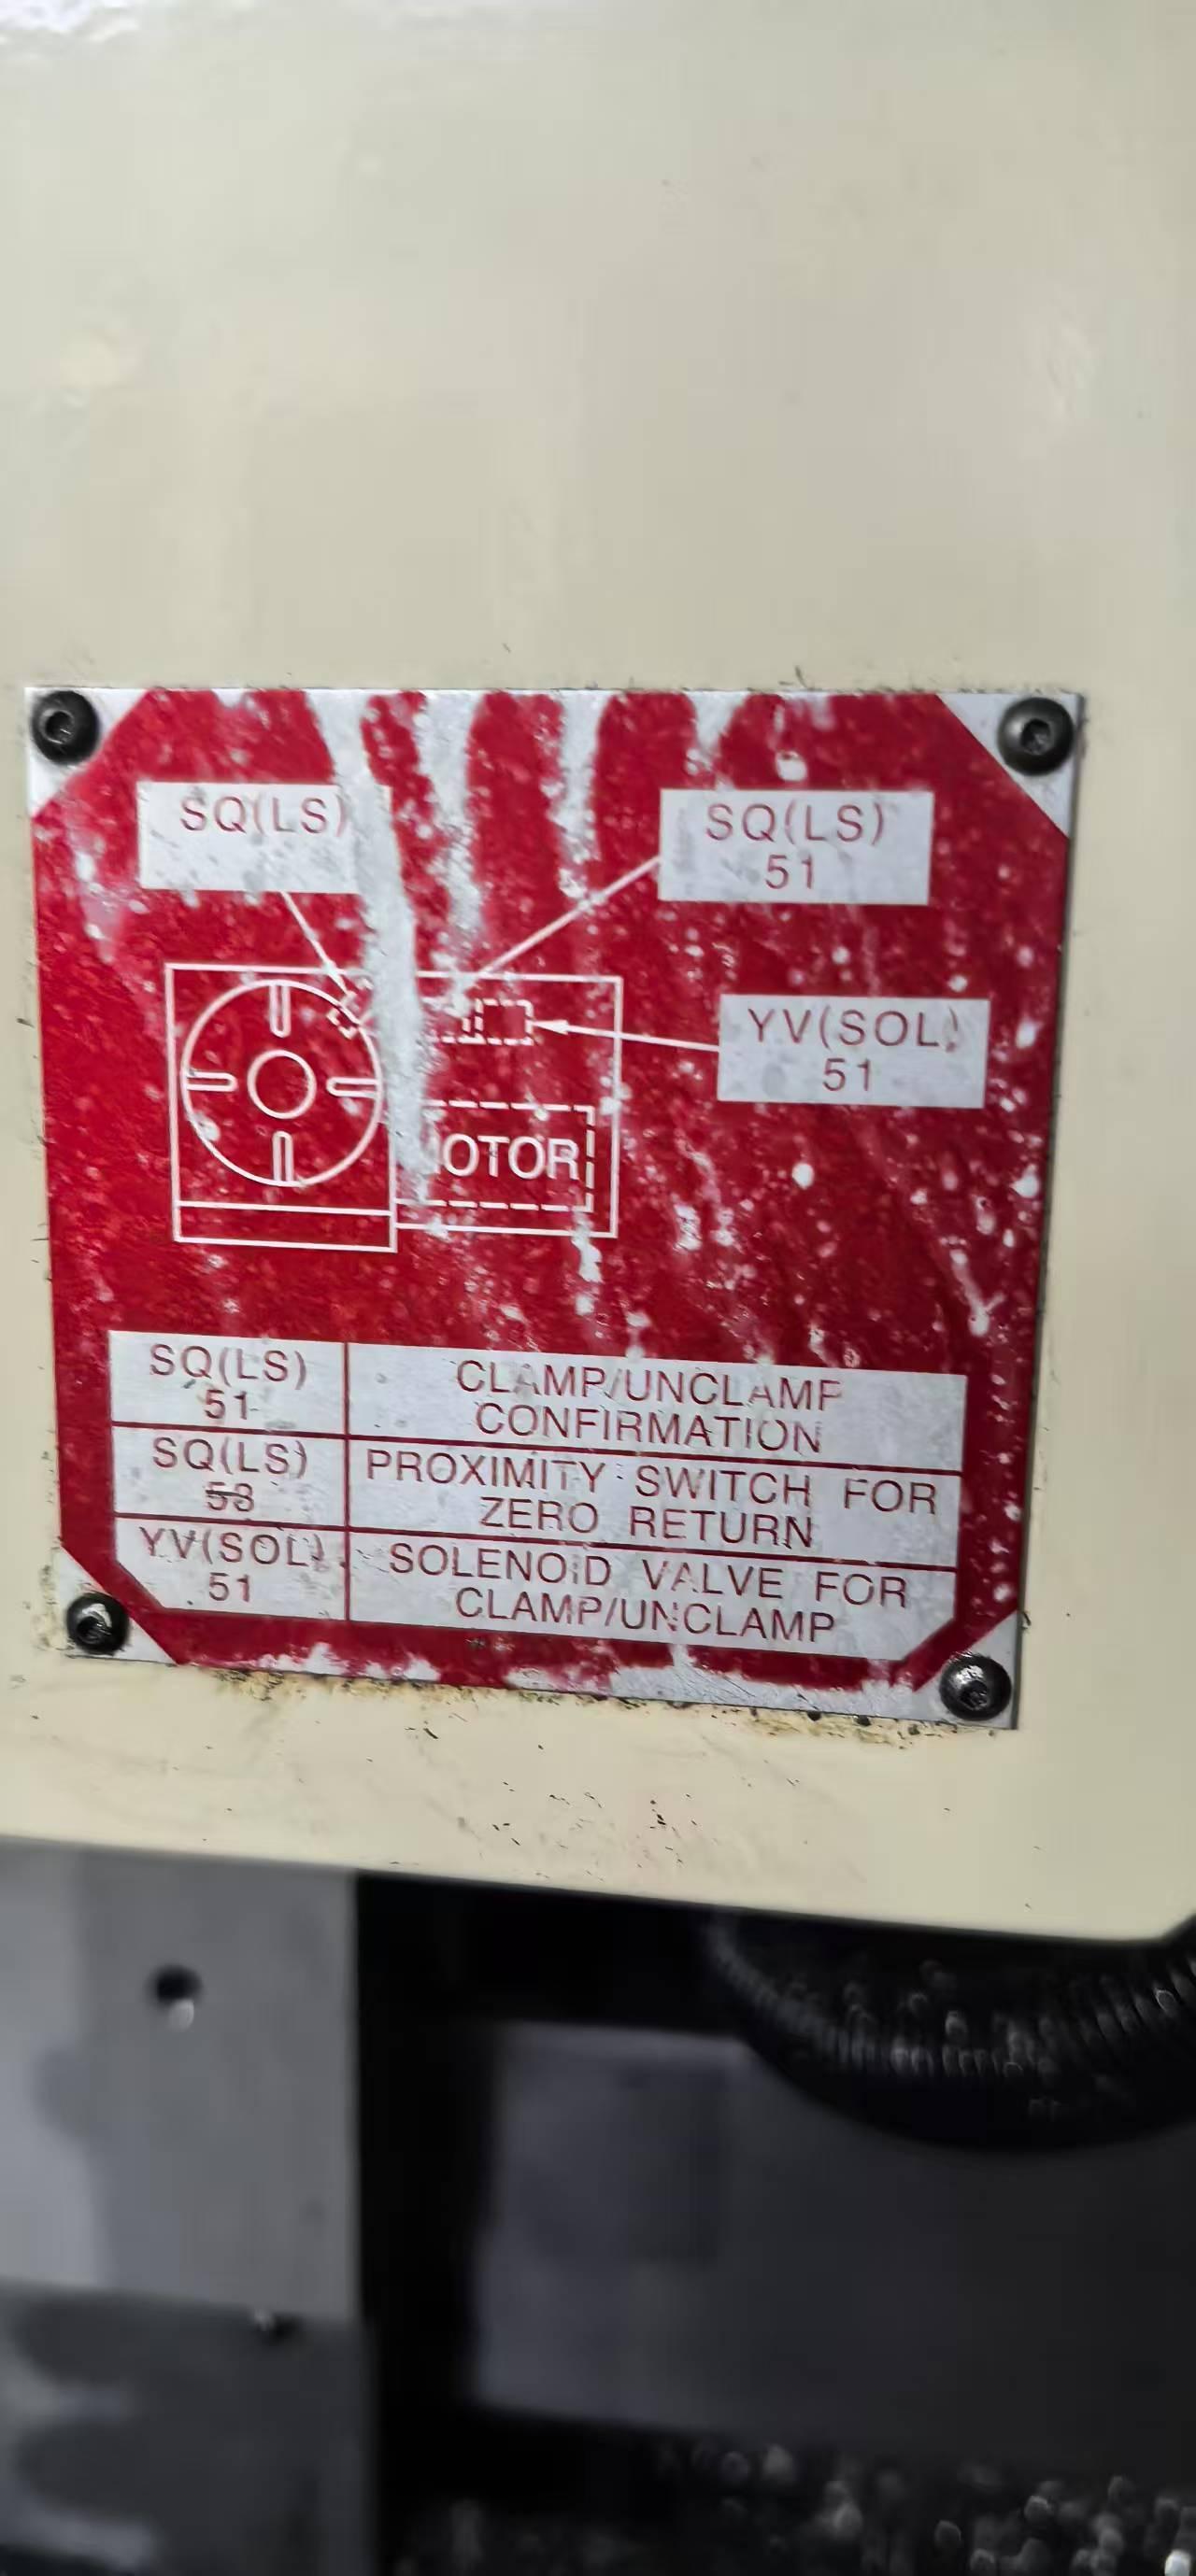 SQ(LS)
SQ(LS)
51
YV(SOL)
51
OTOR
SQ(LS)
51
CLAMP/UNCLAMP
CONFIRMATION
SQ(LS)
53
PROXIMITY SWITCH FOR
ZERO RETURN
YV(SOL)
51
SOLENOID VALVE FOR
CLAMP/UNCLAMP